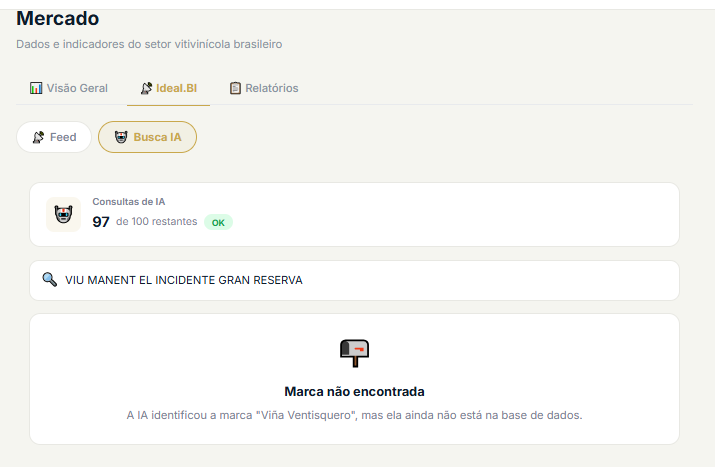 Mercado
Dados e indicadores do setor vitivinícola brasileiro
Visão Geral
Ideal.BI
Relatórios
Feed
Busca IA
Consultas de IA
97 de 100 restantes OK
VIU MANENT EL INCIDENTE GRAN RESERVA
Marca não encontrada
A IA identificou a marca "Viña Ventisquero", mas ela ainda não está na base de dados.